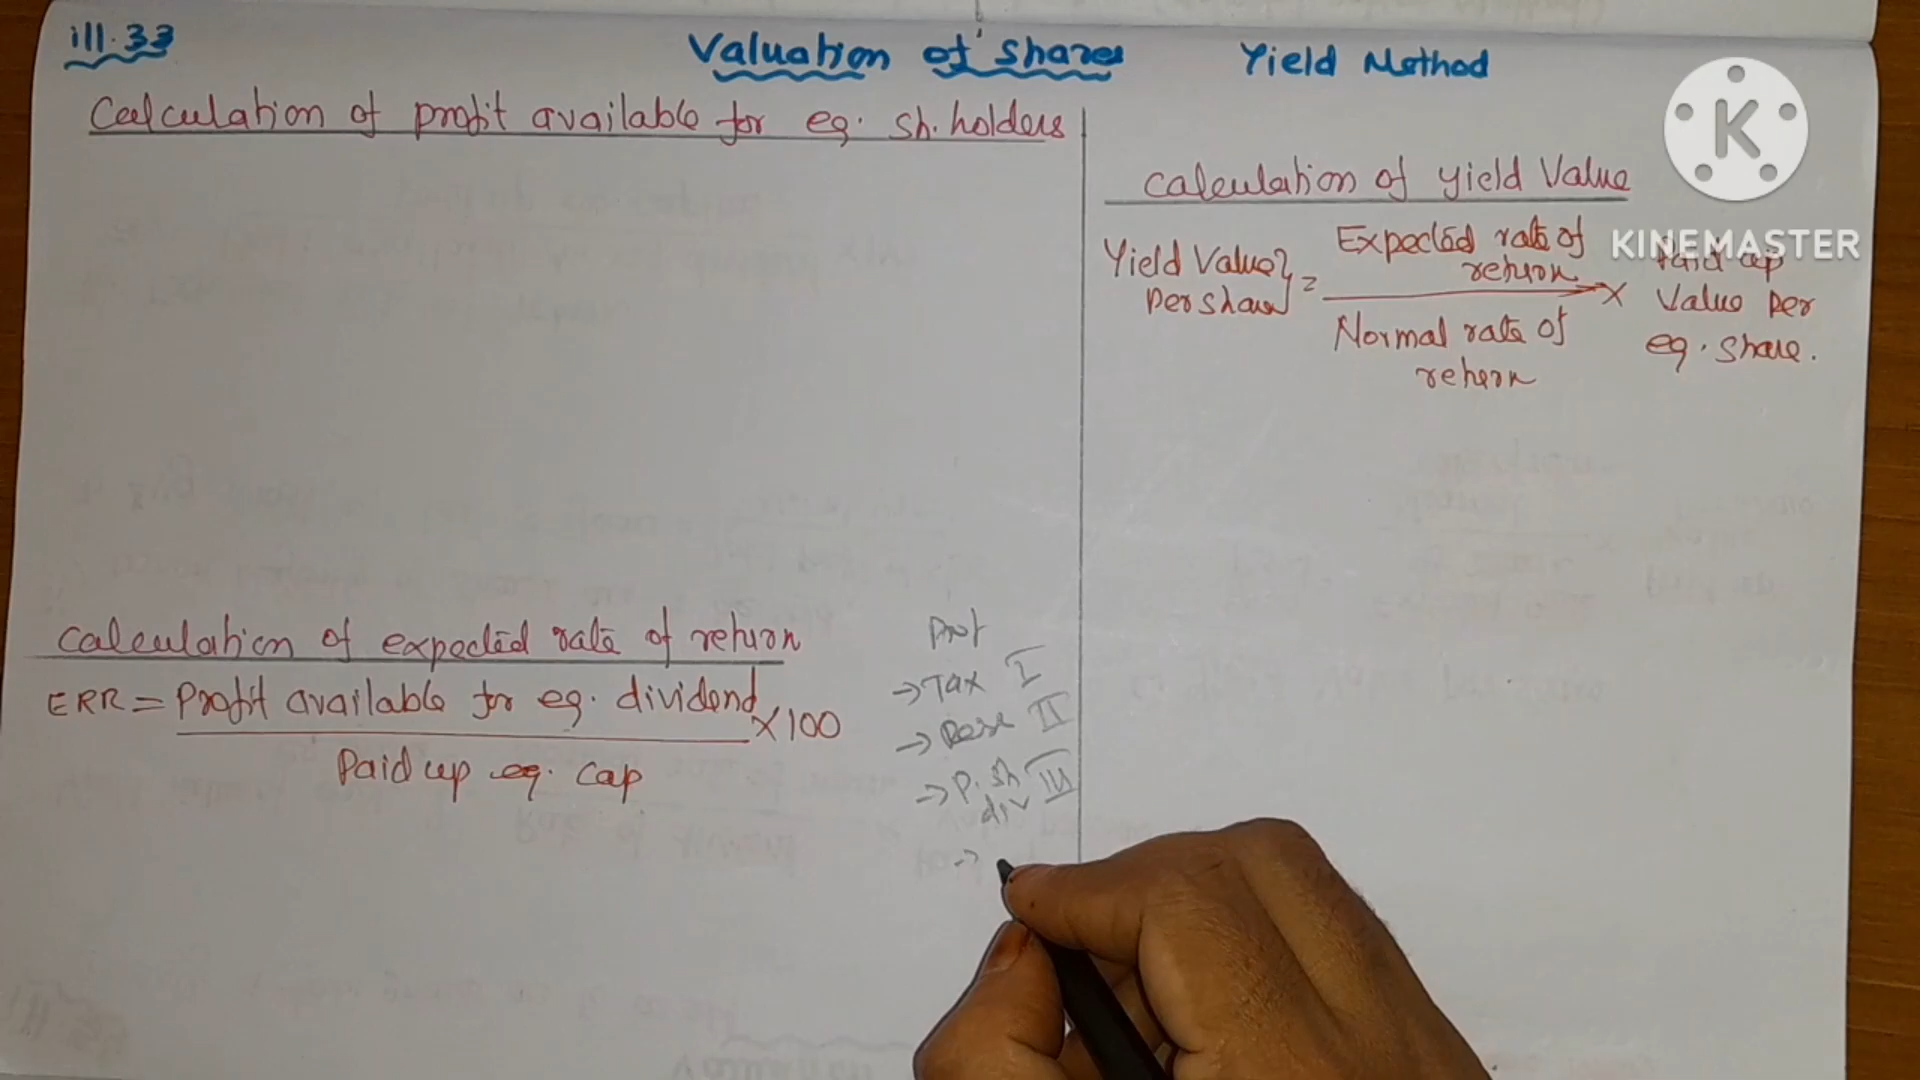 ill.33
Valuation of shares Yield Method
Calculation of profit available for eq. sh. holders
Calculation of yield Value
Yield Value per share = Expected rate of return / Normal rate of return × Paid up Value per eq. share.
K
KINEMASTER
Calculation of expected rate of return
ERR = Profit available for eq. dividend × 100
Paid up eq. cap
→ Tax I
→ Rese II
→ P. sh III
div
→